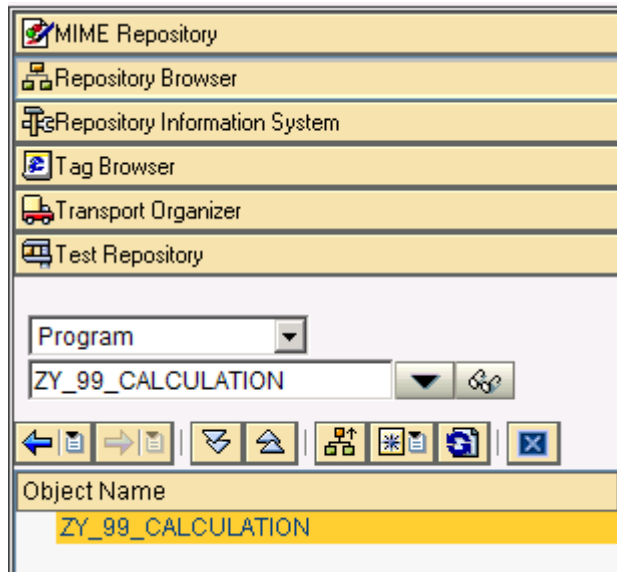 MIME Repository
Repository Browser
Repository Information System
Tag Browser
Transport Organizer
Test Repository
Program
ZY_99_CALCULATION
Object Name
ZY_99_CALCULATION